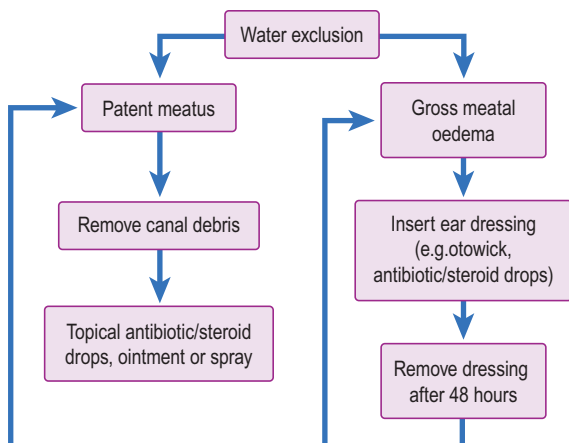 Water exclusion
Patent meatus
Remove canal debris
Topical antibiotic/steroid
drops, ointment or spray
Gross meatal
oedema
Insert ear dressing
(e.g.otowick,
antibiotic/steroid drops)
Remove dressing
after 48 hours